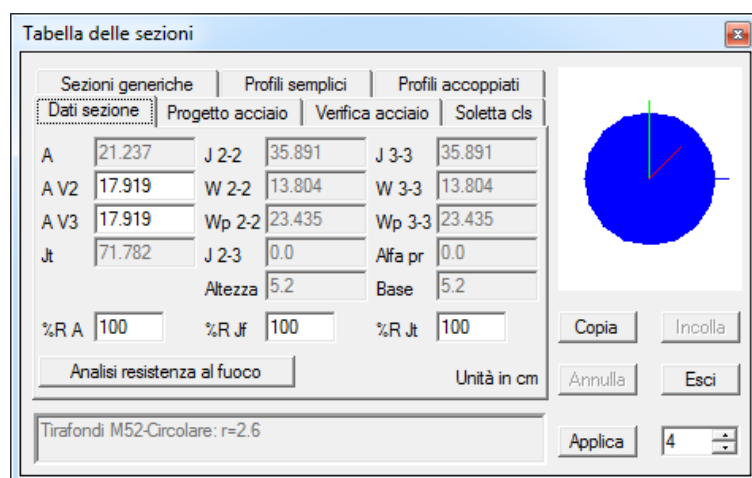 Tabella delle sezioni
Sezioni generiche Profili semplici Profili accoppiati
Dati sezione Progetto acciaio Verifica acciaio Soletta cls
A 21.237 J 2-2 35.891 J 3-3 35.891
A V2 17.919 W 2-2 13.804 W 3-3 13.804
A V3 17.919 Wp 2-2 23.435 Wp 3-3 23.435
Jt 71.782 J 2-3 0.0 Alfa pr 0.0
Altezza 5.2 Base 5.2
%R A 100 %R Jf 100 %R Jt 100
Copia Incolla
Analisi resistenza al fuoco Unità in cm
Annulla Esci
Tirafondi M52-Circolare: r=2.6
Applica 4